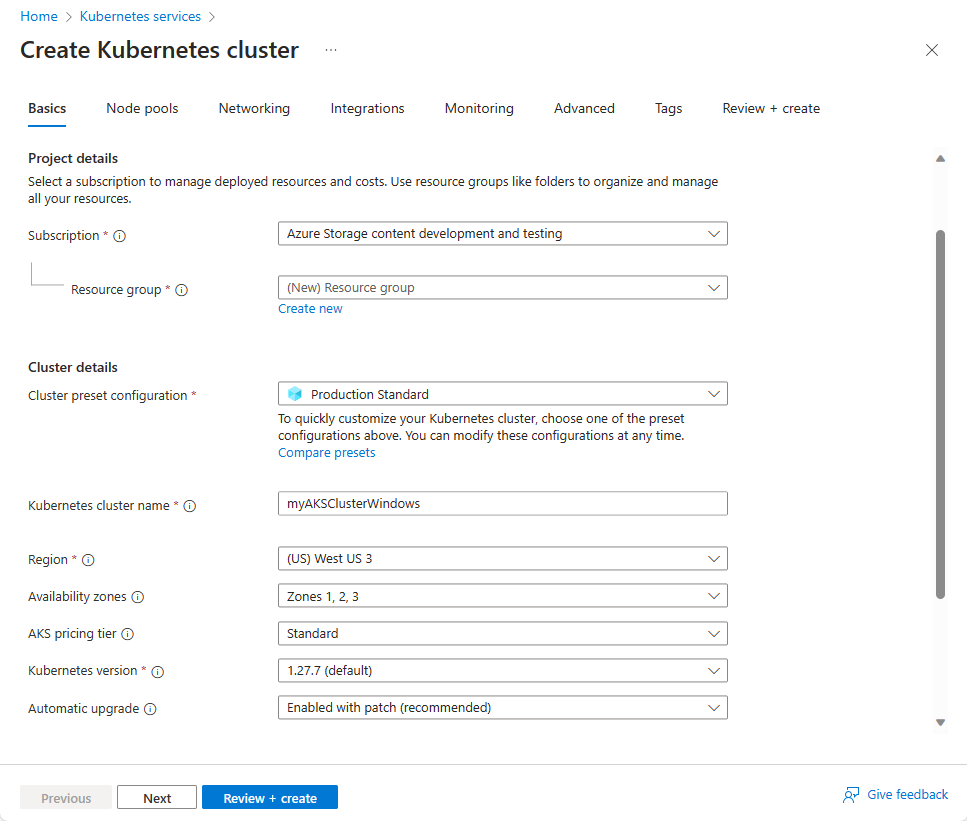 Home > Kubernetes services >
Create Kubernetes cluster ...
Basics Node pools Networking Integrations Monitoring Advanced Tags Review + create
Project details
Select a subscription to manage deployed resources and costs. Use resource groups like folders to organize and manage
all your resources.
Subscription * Azure Storage content development and testing
Resource group * (New) Resource group
Create new
Cluster details
Cluster preset configuration * Production Standard
To quickly customize your Kubernetes cluster, choose one of the preset
configurations above. You can modify these configurations at any time.
Compare presets
Kubernetes cluster name * myAKSClusterWindows
Region * (US) West US 3
Availability zones Zones 1, 2, 3
AKS pricing tier Standard
Kubernetes version * 1.27.7 (default)
Automatic upgrade Enabled with patch (recommended)
Previous Next Review + create Give feedback